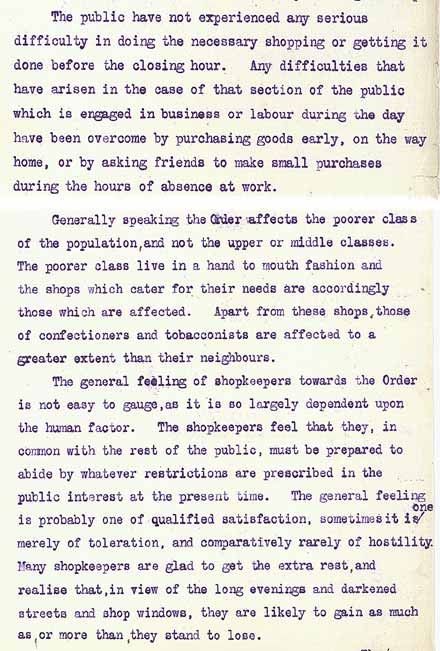 The public have not experienced any serious
difficulty in doing the necessary shopping or getting it
done before the closing hour. Any difficulties that
have arisen in the case of that section of the public
which is engaged in business or labour during the day
have been overcome by purchasing goods early, on the way
home, or by asking friends to make small purchases
during the hours of absence at work.
Generally speaking the Order affects the poorer class
of the population,and not the upper or middle classes.
The poorer class live in a hand to mouth fashion and
the shops which cater for their needs are accordingly
those which are affected. Apart from these shops,those
of confectioners and tobacconists are affected to a
greater extent than their neighbours.
The general feeling of shopkeepers towards the Order
is not easy to gauge,as it is so largely dependent upon
the human factor. The shopkeepers feel that they, in
common with the rest of the public, must be prepared to
abide by whatever restrictions are prescribed in the
public interest at the present time. The general feeling
is probably one of qualified satisfaction, sometimes it is one
merely of toleration, and comparatively rarely of hostility.
Many shopkeepers are glad to get the extra rest,and
realise that,in view of the long evenings and darkened
streets and shop windows, they are likely to gain as much
as,or more than,they stand to lose.